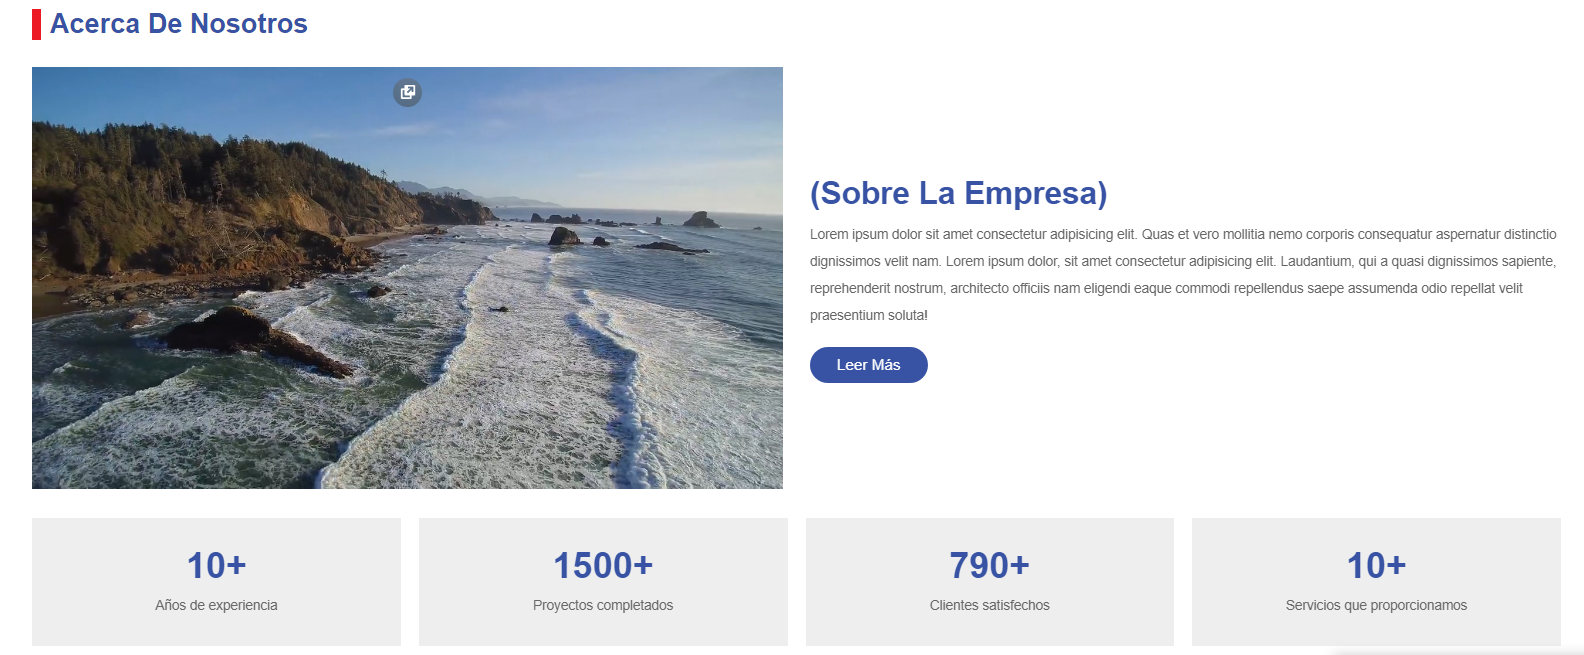 Acerca De Nosotros
(Sobre La Empresa)
Lorem ipsum dolor sit amet consectetur adipisicing elit. Quas et vero mollitia nemo corporis consequatur aspernatur distinctio
dignissimos velit nam. Lorem ipsum dolor, sit amet consectetur adipisicing elit. Laudantium, qui a quasi dignissimos sapiente,
reprehenderit nostrum, architecto officiis nam eligendi eaque commodi repellendus saepe assumenda odio repellat velit
praesentium soluta!
Leer Más
10+
Años de experiencia
1500+
Proyectos completados
790+
Clientes satisfechos
10+
Servicios que proporcionamos